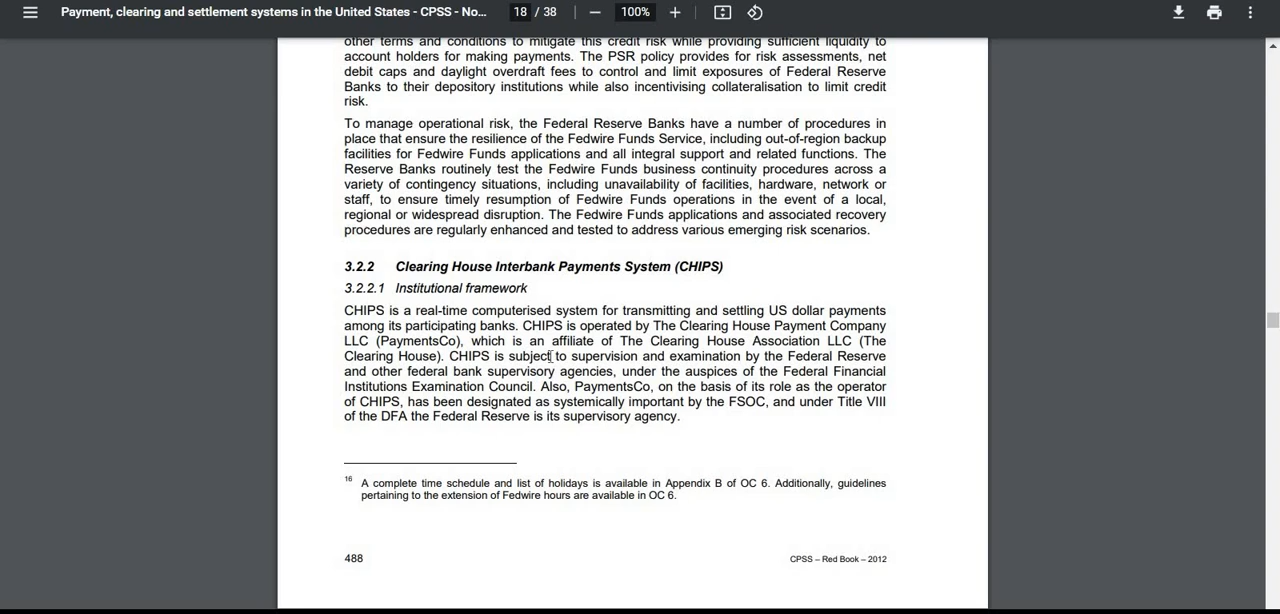 Payment, clearing and settlement systems in the United States - CPSS - No...
18 / 38
100%
other terms and conditions to mitigate this credit risk while providing sufficient liquidity to
account holders for making payments. The PSR policy provides for risk assessments, net
debit caps and daylight overdraft fees to control and limit exposures of Federal Reserve
Banks to their depository institutions while also incentivising collateralisation to limit credit
risk.
To manage operational risk, the Federal Reserve Banks have a number of procedures in
place that ensure the resilience of the Fedwire Funds Service, including out-of-region backup
facilities for Fedwire Funds applications and all integral support and related functions. The
Reserve Banks routinely test the Fedwire Funds business continuity procedures across a
variety of contingency situations, including unavailability of facilities, hardware, network or
staff, to ensure timely resumption of Fedwire Funds operations in the event of a local,
regional or widespread disruption. The Fedwire Funds applications and associated recovery
procedures are regularly enhanced and tested to address various emerging risk scenarios.
3.2.2 Clearing House Interbank Payments System (CHIPS)
3.2.2.1 Institutional framework
CHIPS is a real-time computerised system for transmitting and settling US dollar payments
among its participating banks. CHIPS is operated by The Clearing House Payment Company
LLC (PaymentsCo), which is an affiliate of The Clearing House Association LLC (The
Clearing House). CHIPS is subject to supervision and examination by the Federal Reserve
and other federal bank supervisory agencies, under the auspices of the Federal Financial
Institutions Examination Council. Also, PaymentsCo, on the basis of its role as the operator
of CHIPS, has been designated as systemically important by the FSOC, and under Title VIII
of the DFA the Federal Reserve is its supervisory agency.
16 A complete time schedule and list of holidays is available in Appendix B of OC 6. Additionally, guidelines
pertaining to the extension of Fedwire hours are available in OC 6.
488
CPSS – Red Book – 2012